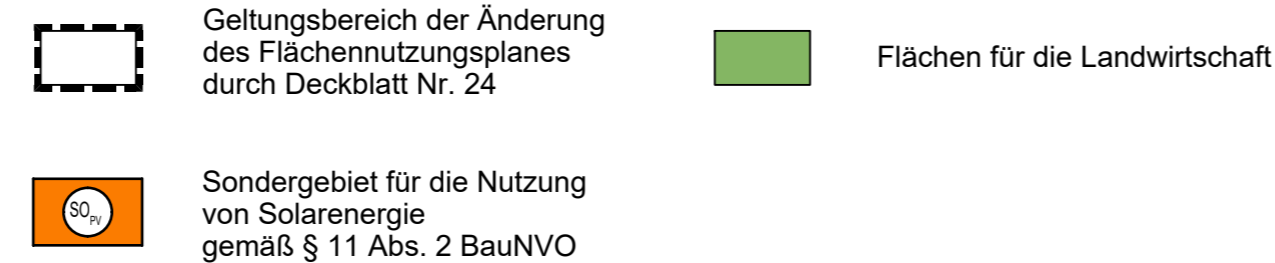 Geltungsbereich der Änderung
des Flächennutzungsplanes
durch Deckblatt Nr. 24
Flächen für die Landwirtschaft
SO PV
Sondergebiet für die Nutzung
von Solarenergie
gemäß § 11 Abs. 2 BauNVO